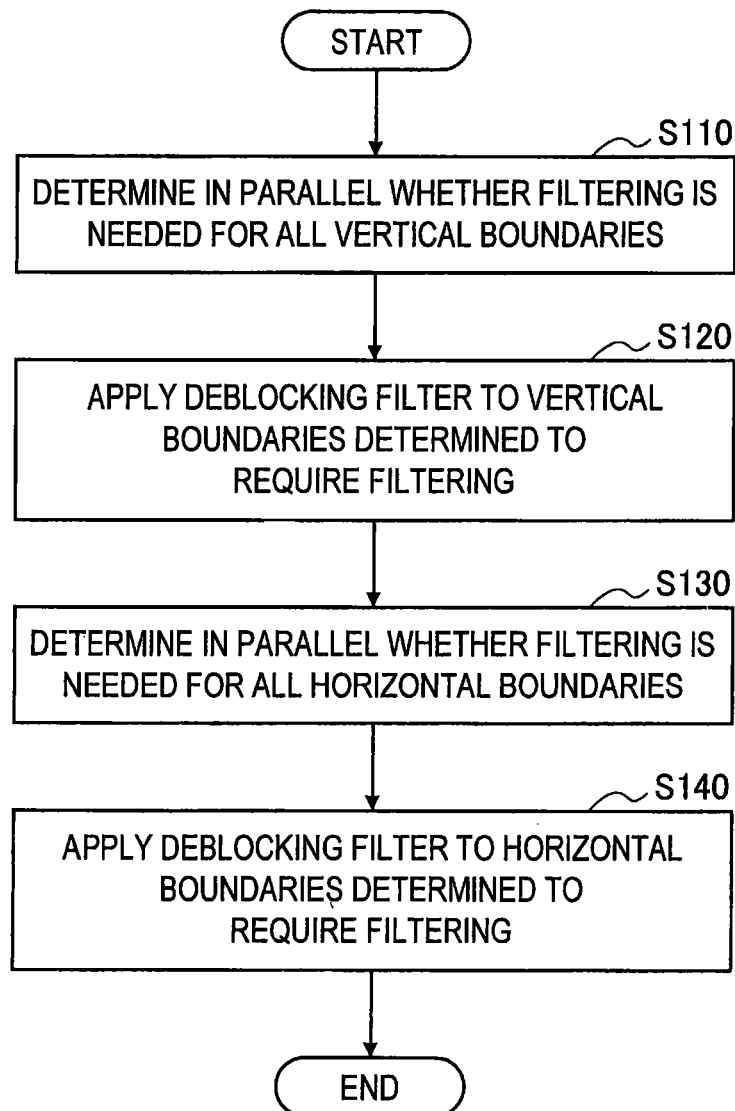 START
S110
DETERMINE IN PARALLEL WHETHER FILTERING IS
NEEDED FOR ALL VERTICAL BOUNDARIES
S120
APPLY DEBLOCKING FILTER TO VERTICAL
BOUNDARIES DETERMINED TO
REQUIRE FILTERING
S130
DETERMINE IN PARALLEL WHETHER FILTERING IS
NEEDED FOR ALL HORIZONTAL BOUNDARIES
S140
APPLY DEBLOCKING FILTER TO HORIZONTAL
BOUNDARIES DETERMINED TO
REQUIRE FILTERING
END